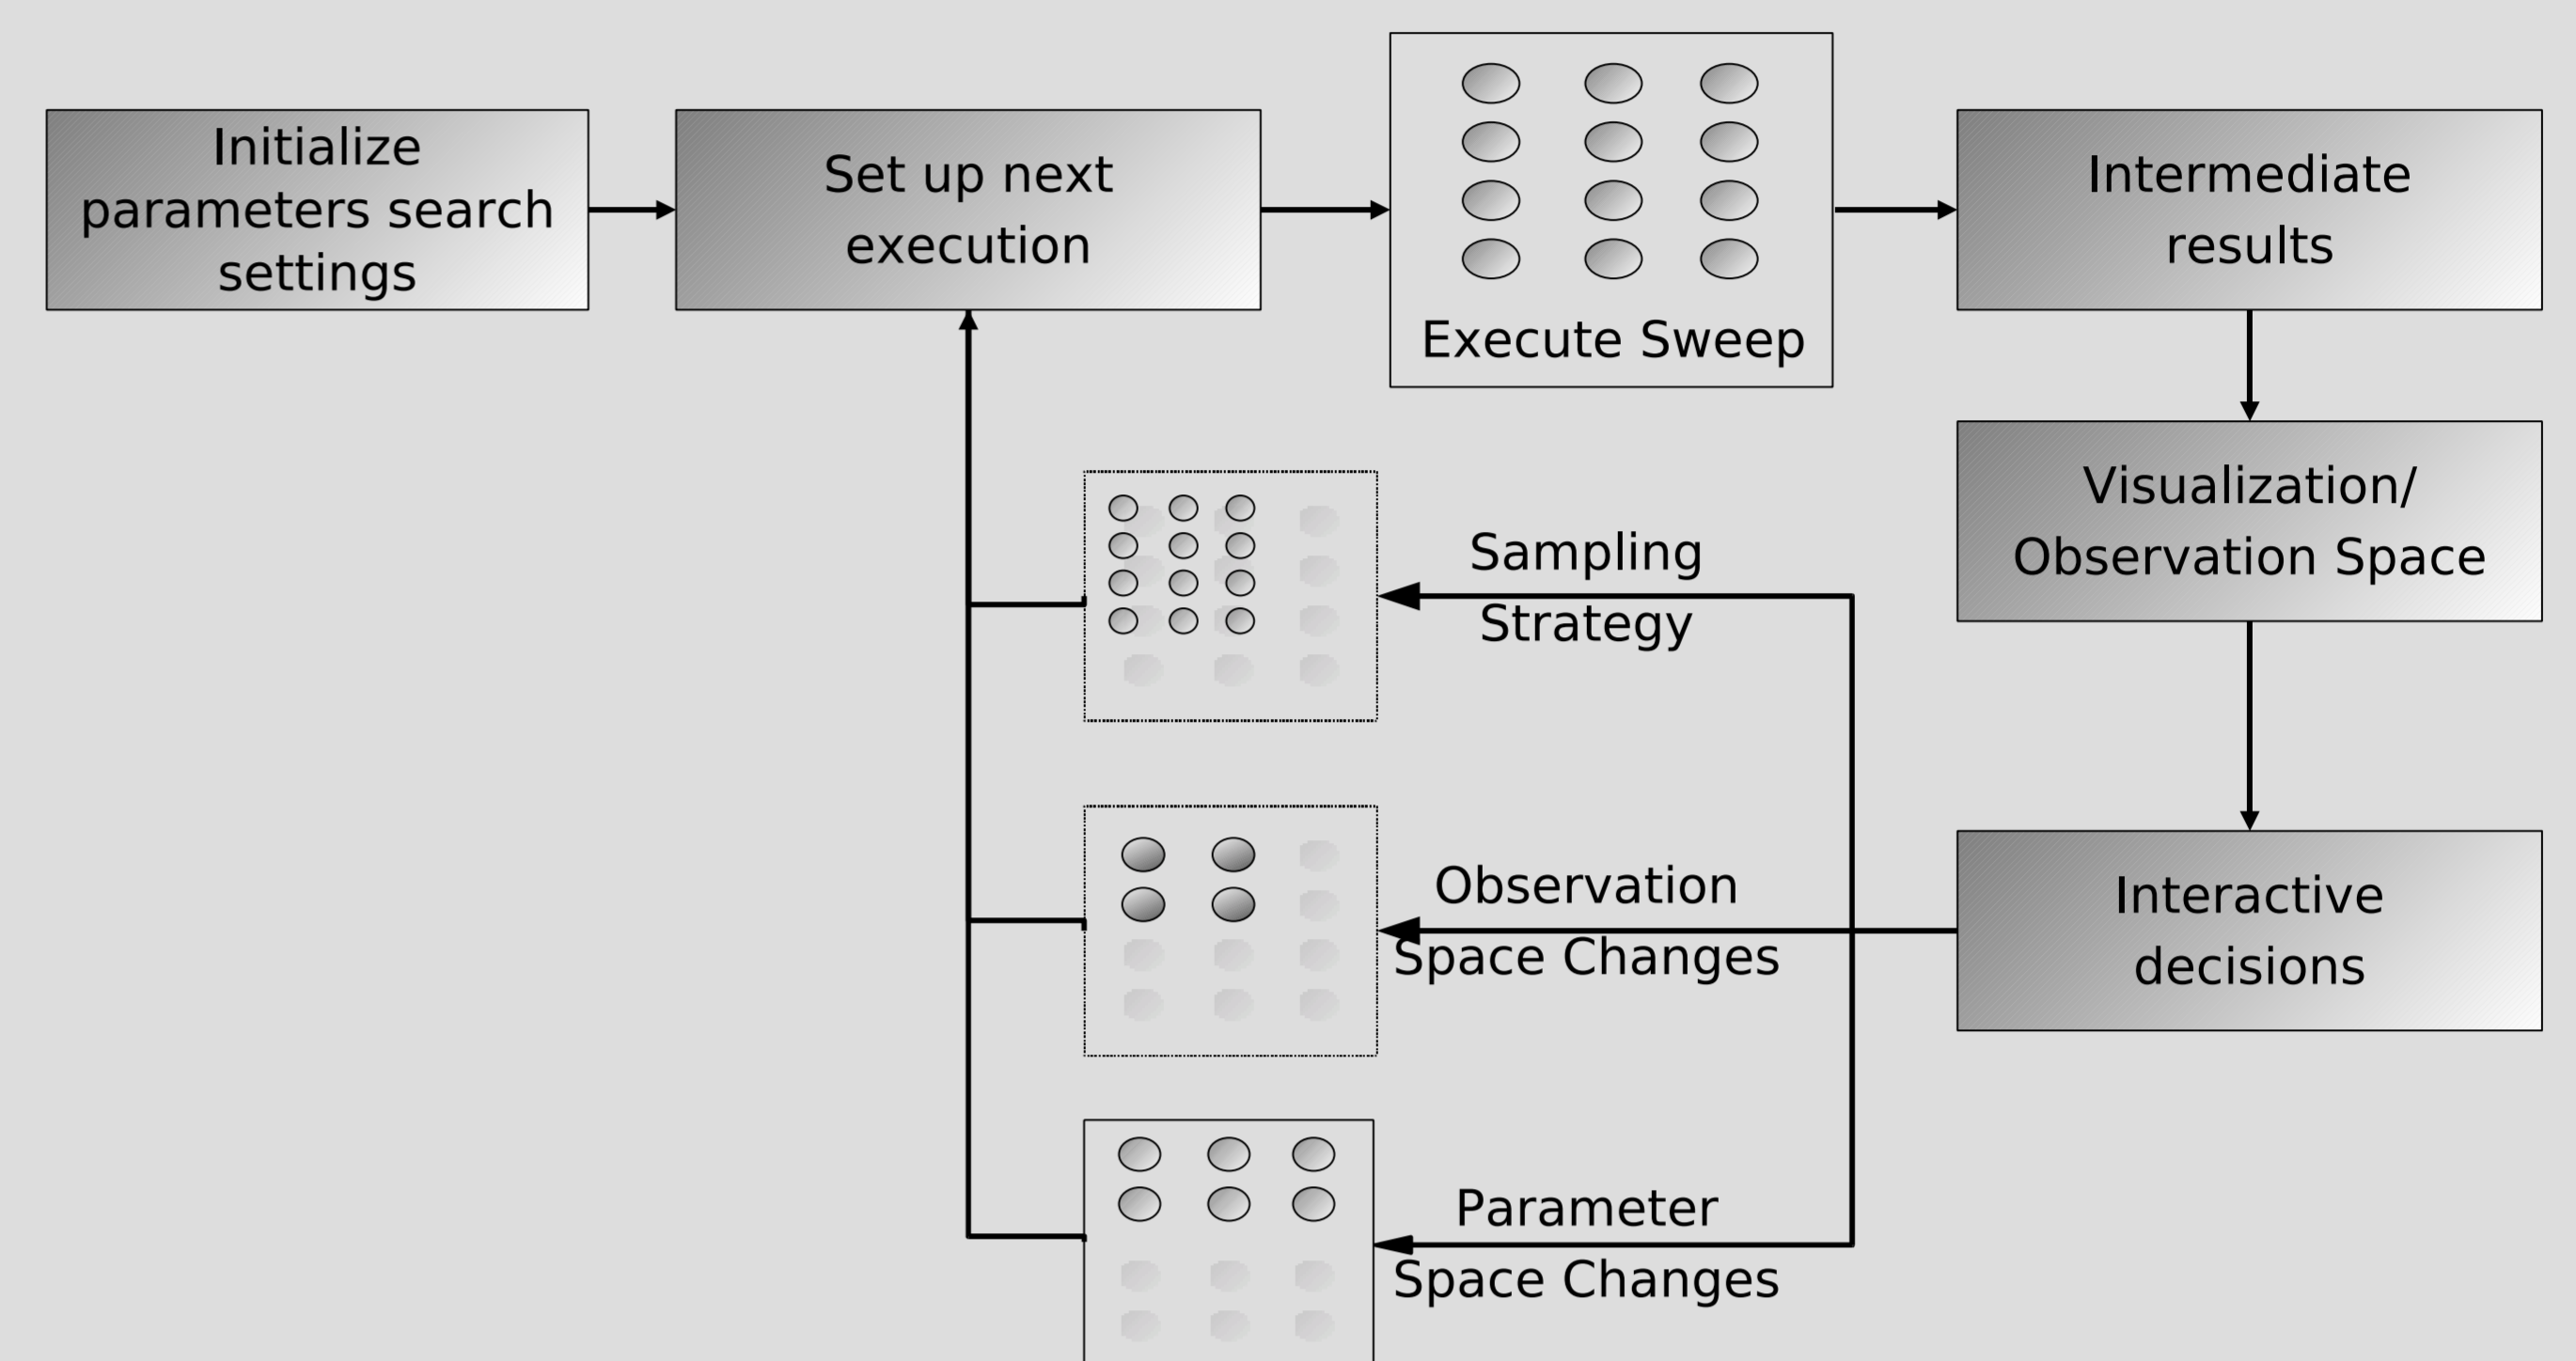 Initialize
parameters search
settings
Set up next
execution
Execute Sweep
Intermediate
results
Visualization/
Observation Space
Sampling
Strategy
Observation
Space Changes
Interactive
decisions
Parameter
Space Changes